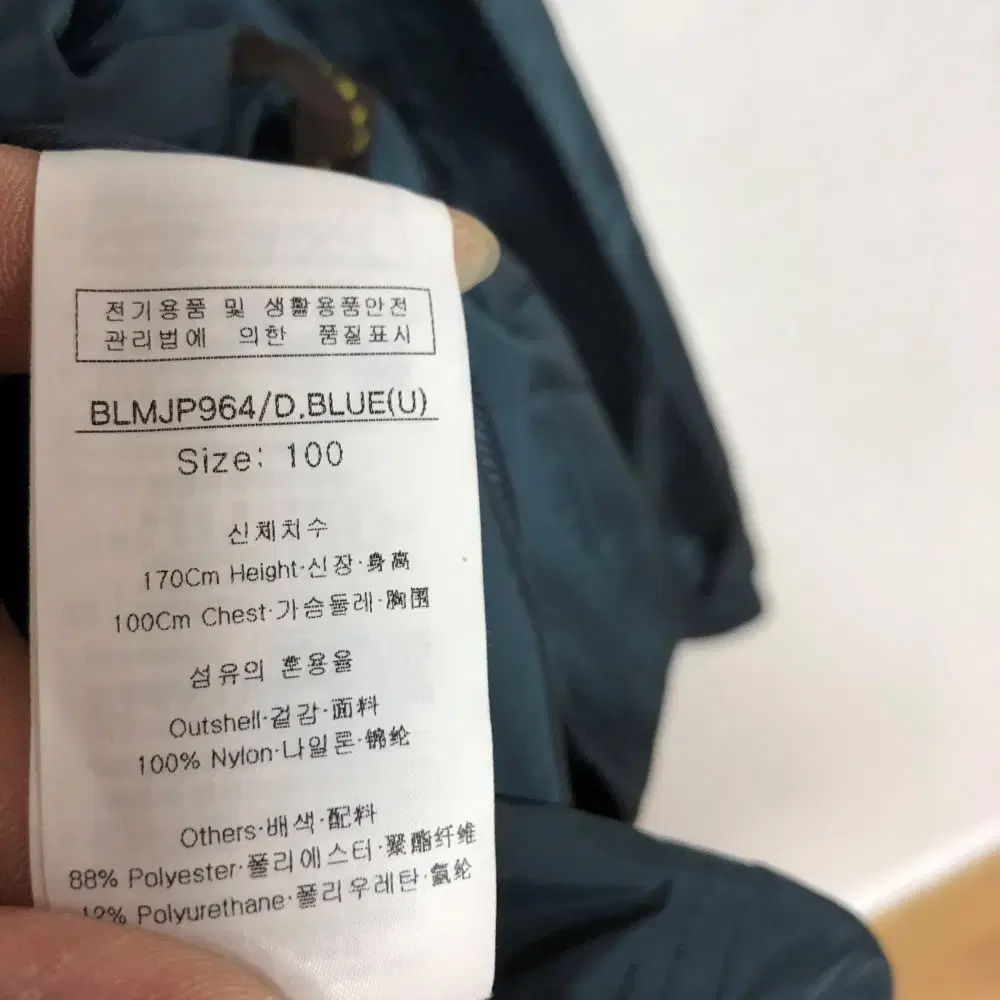 전기용품 및 생활용품안전
관리법에 의한 품질표시
BLMJP964/D.BLUE(U)
Size: 100
신체치수
170Cm Height·신장·身高
100Cm Chest·가슴둘레·胸围
섬유의 혼용율
Outshell·겉감·面料
100% Nylon·나일론·锦纶
Others·배색·配料
88% Polyester·폴리에스터·聚酯纤维
12% Polyurethane·폴리우레탄·氨纶